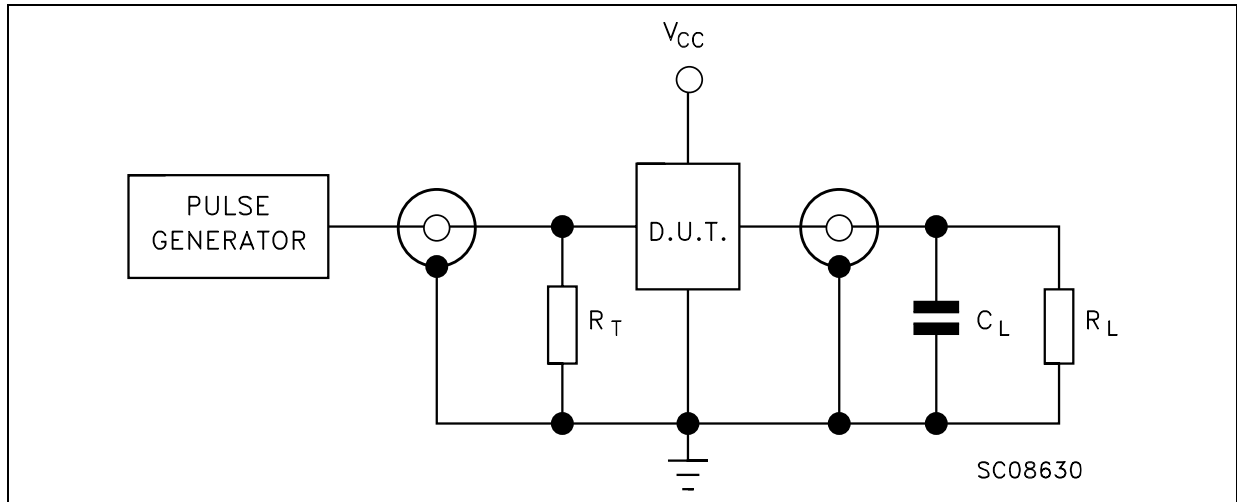 VCC
PULSE
GENERATOR
D.U.T.
RT
CL
RL
SC08630